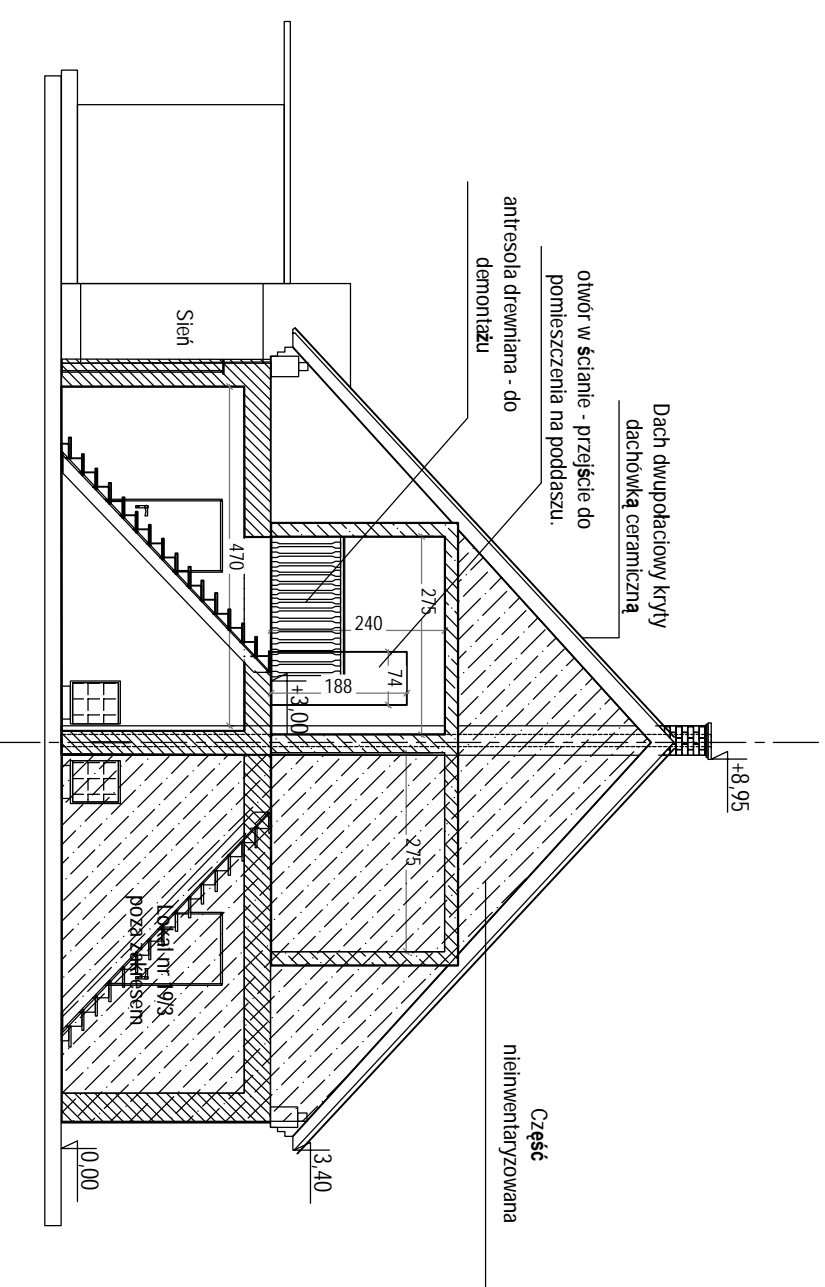 Dach dwupołaciowy kryty
dachówką ceramiczną
otwór w ścianie - przejście do
pomieszczenia na poddaszu.
antresola drewniana - do
demontażu
+8,95
Część
nieinwentaryzowana
275
240
74
188
+3,00
275
3,40
Sień
470
Lokal nr 19/3
poza zakresem
0,00